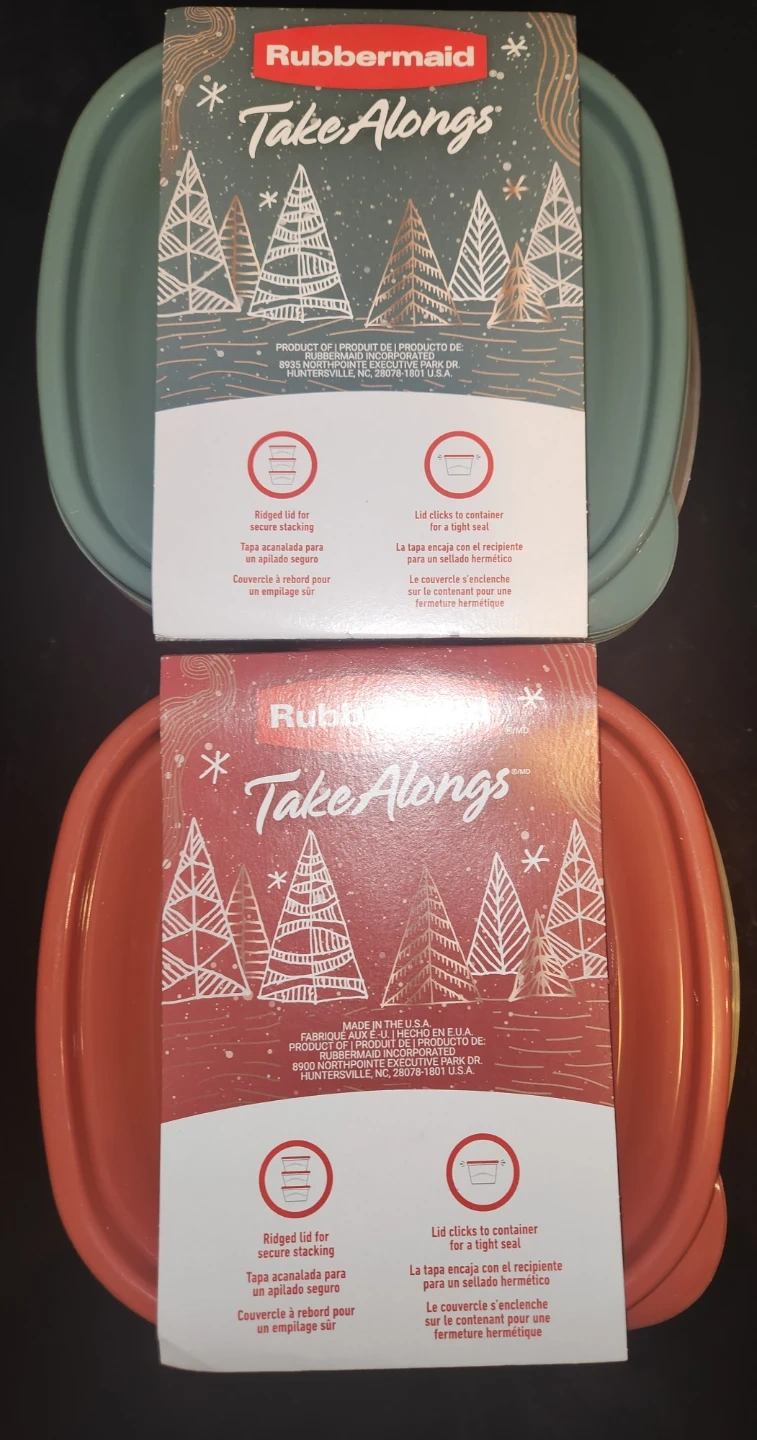 Rubbermaid
TakeAlongs
PRODUCT OF | PRODUIT DE | PRODUCTO DE:
RUBBERMAID INCORPORATED
8935 NORTHPOINTE EXECUTIVE PARK DR.
HUNTERSVILLE, NC, 28078-1801 U.S.A.
Ridged lid for
secure stacking
Tapa acanalada para
un apilado seguro
Couvercle à rebord pour
un empilage sûr
Lid clicks to container
for a tight seal
La tapa encaja con el recipiente
para un sellado hermético
Le couvercle s'enclenche
sur le contenant pour une
fermeture hermétique
Rubbermaid
®/MD
TakeAlongs®/MD
MADE IN THE U.S.A.
FABRIQUÉ AUX É.-U. | HECHO EN E.U.A.
PRODUCT OF | PRODUIT DE | PRODUCTO DE:
RUBBERMAID INCORPORATED
8900 NORTHPOINTE EXECUTIVE PARK DR.
HUNTERSVILLE, NC, 28078-1801 U.S.A.
Ridged lid for
secure stacking
Tapa acanalada para
un apilado seguro
Couvercle à rebord pour
un empilage sûr
Lid clicks to container
for a tight seal
La tapa encaja con el recipiente
para un sellado hermético
Le couvercle s'enclenche
sur le contenant pour une
fermeture hermétique